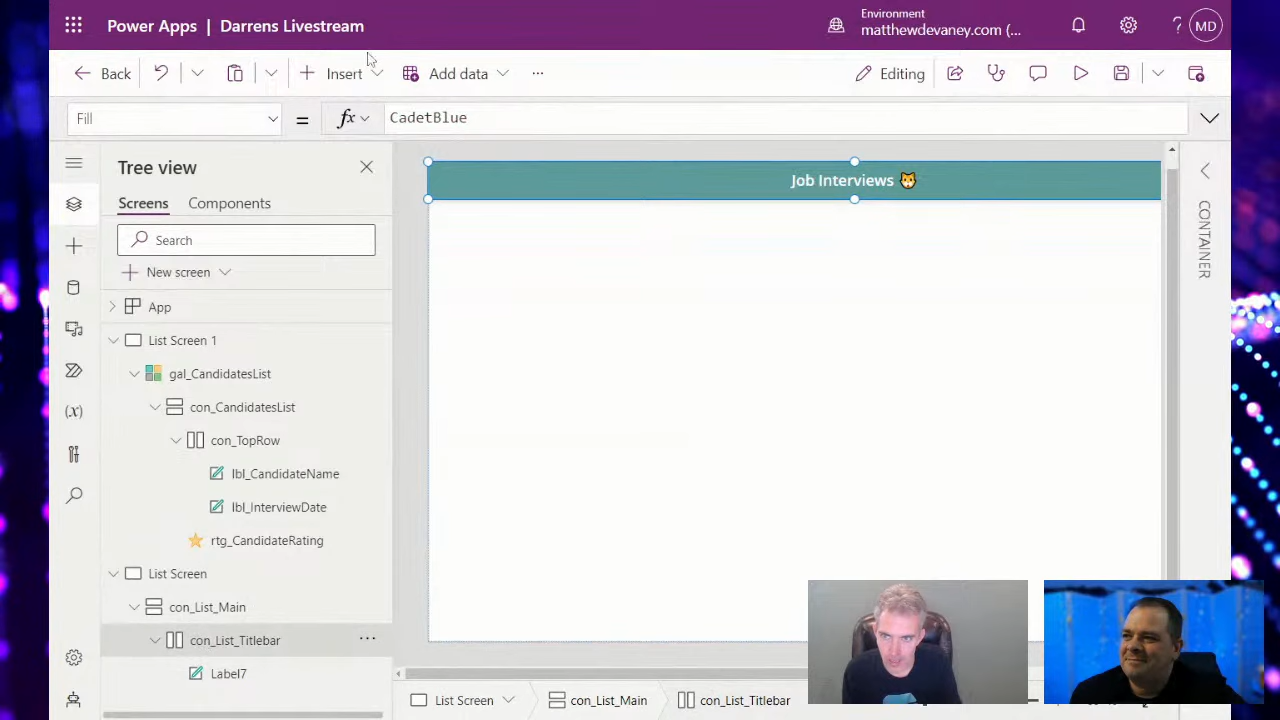 Power Apps | Darrens Livestream
Environment
matthewdevaney.com (...
MD
Back
Insert
Add data
...
Editing
Fill
=
fx
CadetBlue
Tree view
Screens
Components
Search
New screen
App
List Screen 1
gal_CandidatesList
con_CandidatesList
con_TopRow
lbl_CandidateName
lbl_InterviewDate
rtg_CandidateRating
List Screen
con_List_Main
con_List_Titlebar
...
Label7
Job Interviews 🐱
CONTAINER
List Screen
con_List_Main
con_List_Titlebar